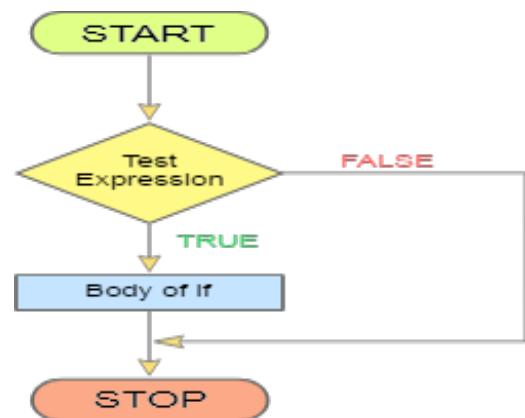 START
Test
Expression
FALSE
TRUE
Body of If
STOP